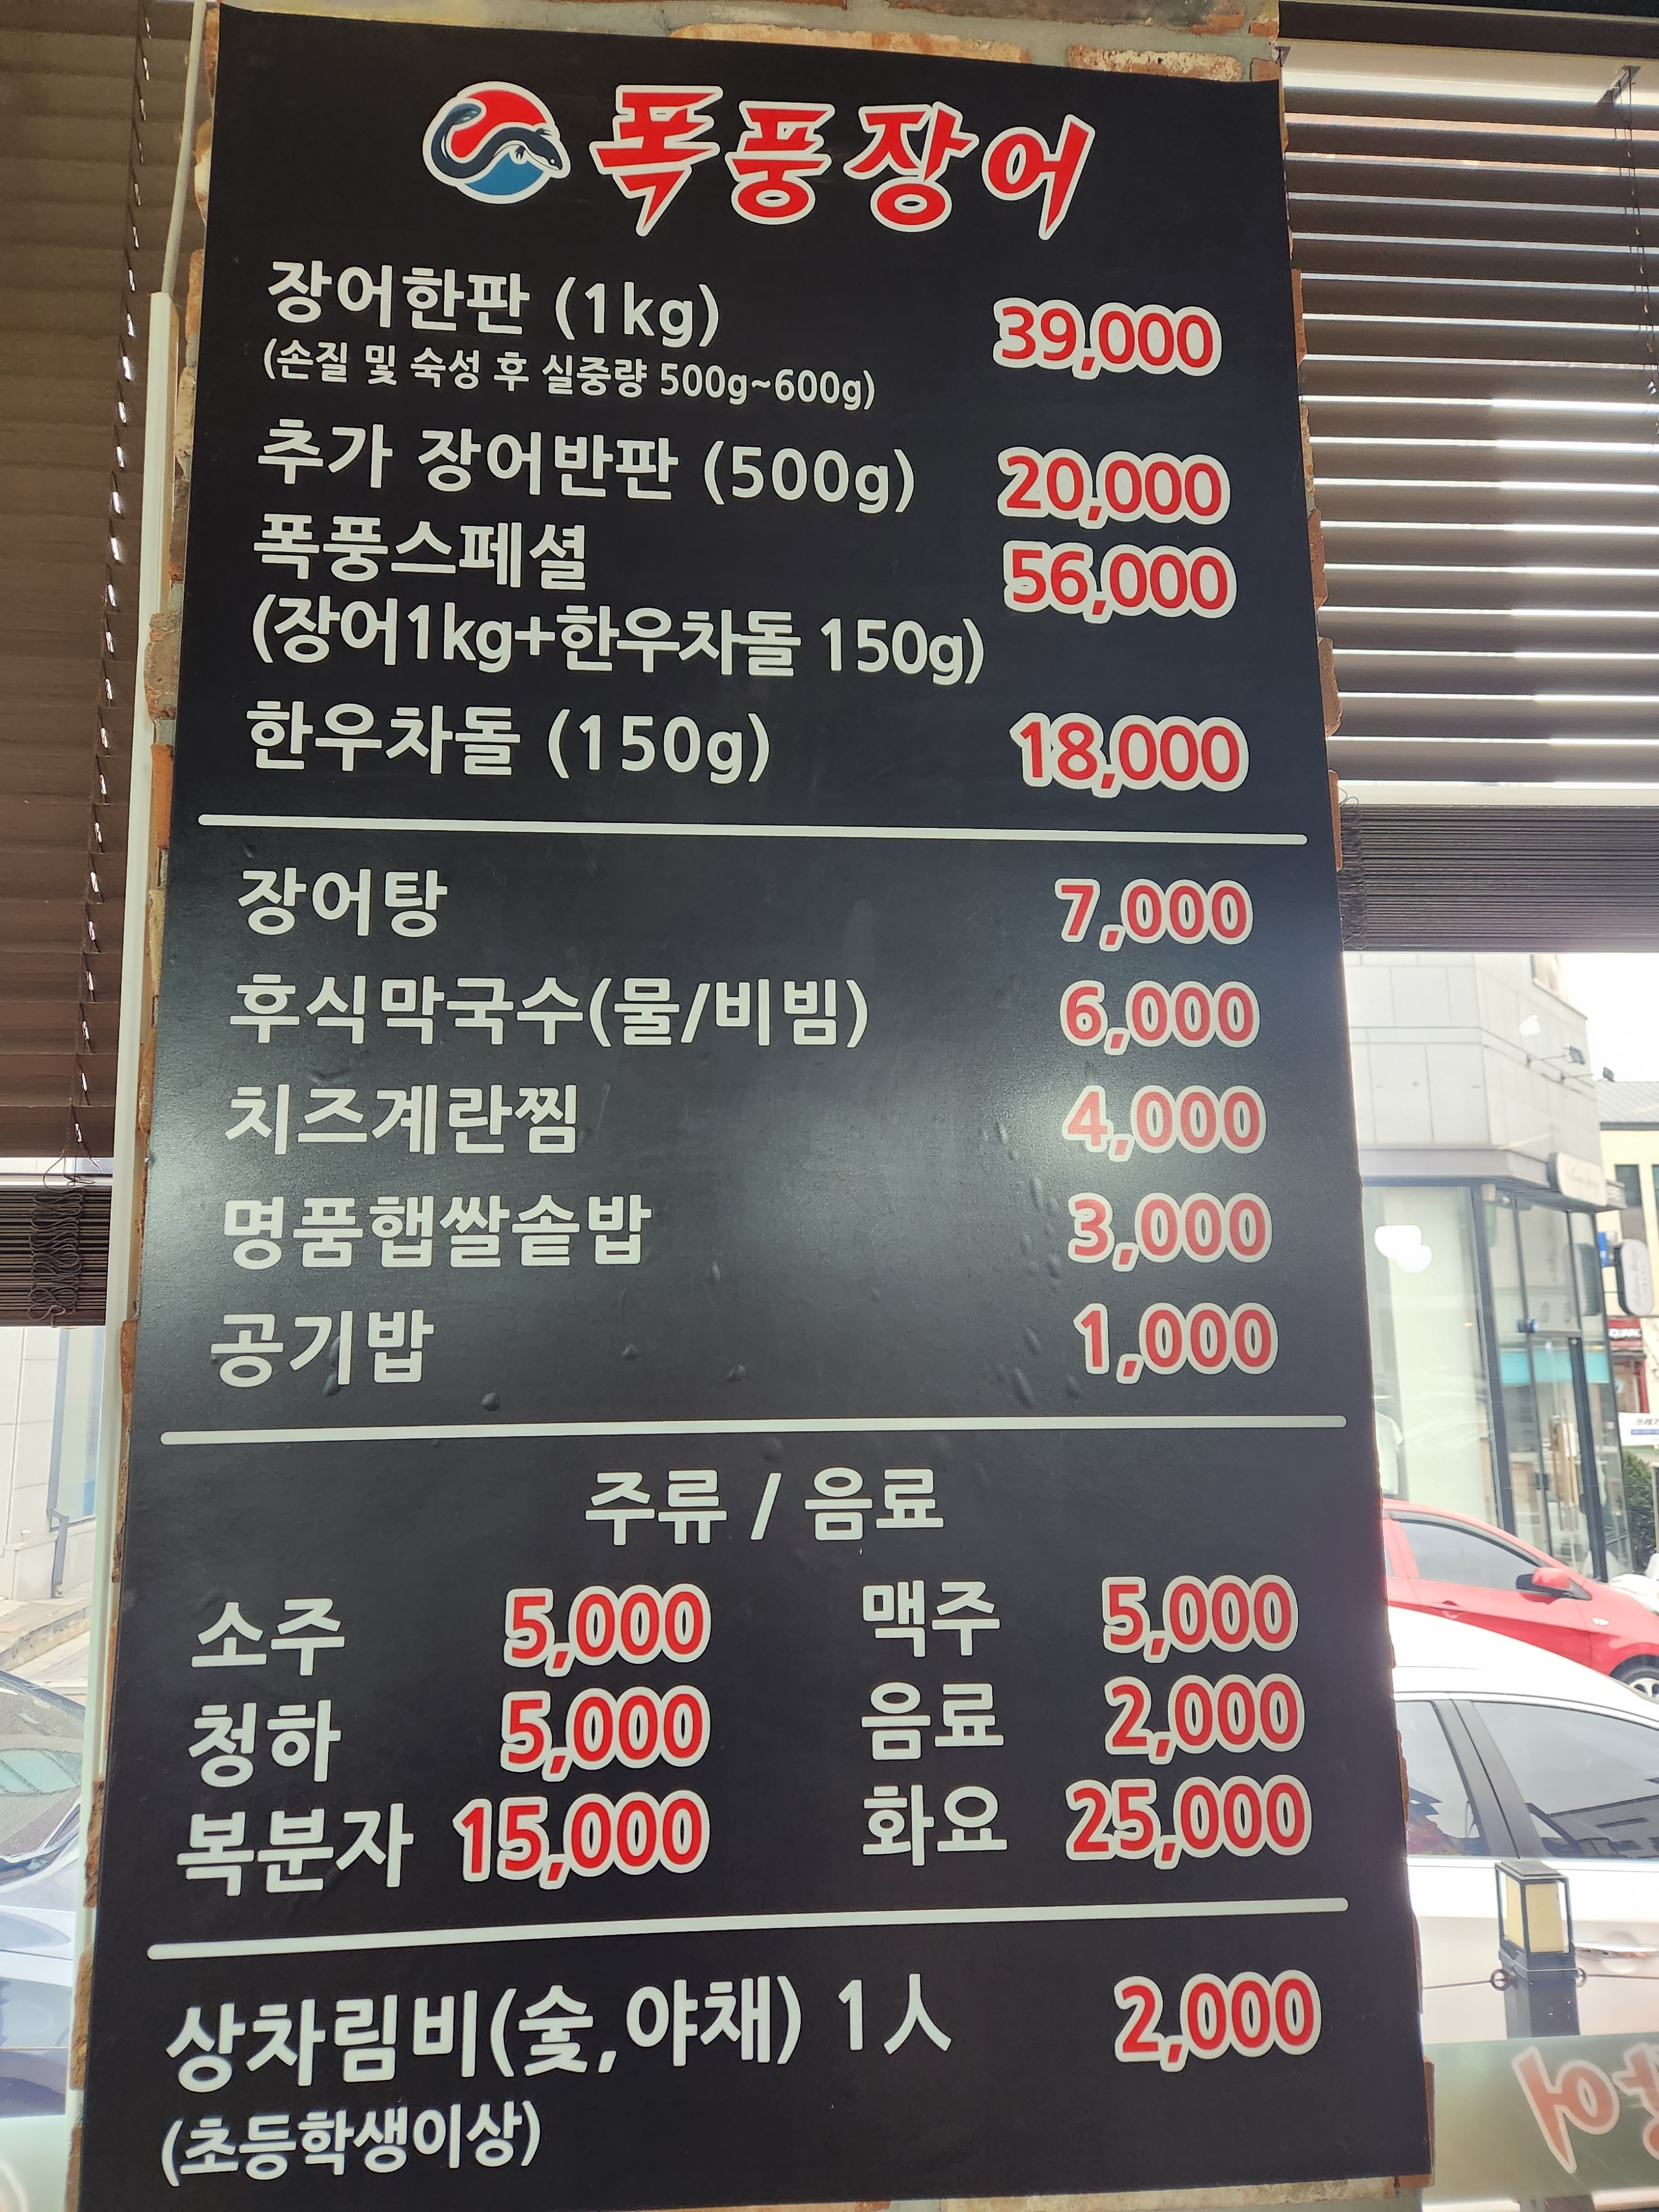 폭풍장어
장어한판 (1kg) 39,000
(손질 및 숙성 후 실중량 500g~600g)
추가 장어반판 (500g) 20,000
폭풍스페셜 56,000
(장어1kg+한우차돌 150g)
한우차돌 (150g) 18,000
장어탕 7,000
후식막국수(물/비빔) 6,000
치즈계란찜 4,000
명품햅쌀솥밥 3,000
공기밥 1,000
주류 / 음료
소주 5,000 맥주 5,000
청하 5,000 음료 2,000
복분자 15,000 화요 25,000
상차림비(숯,야채) 1人 2,000
(초등학생이상)